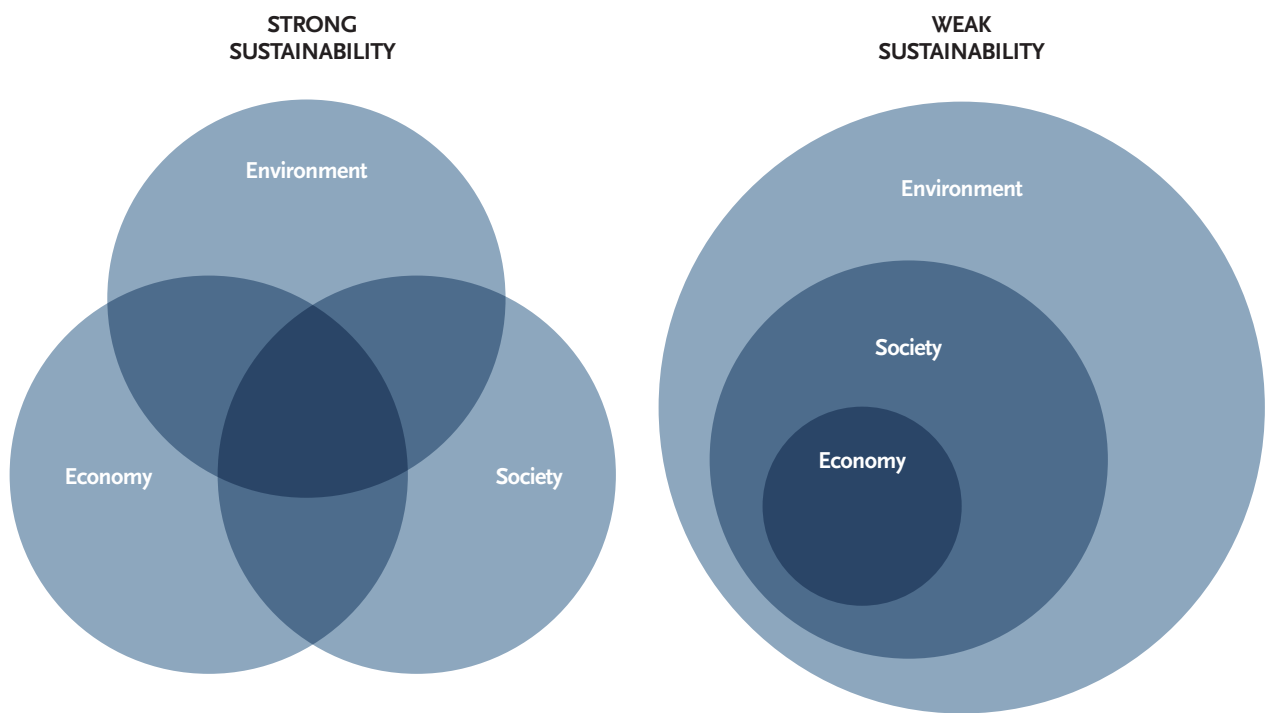 STRONG
SUSTAINABILITY
Environment
Economy
Society
WEAK
SUSTAINABILITY
Environment
Society
Economy